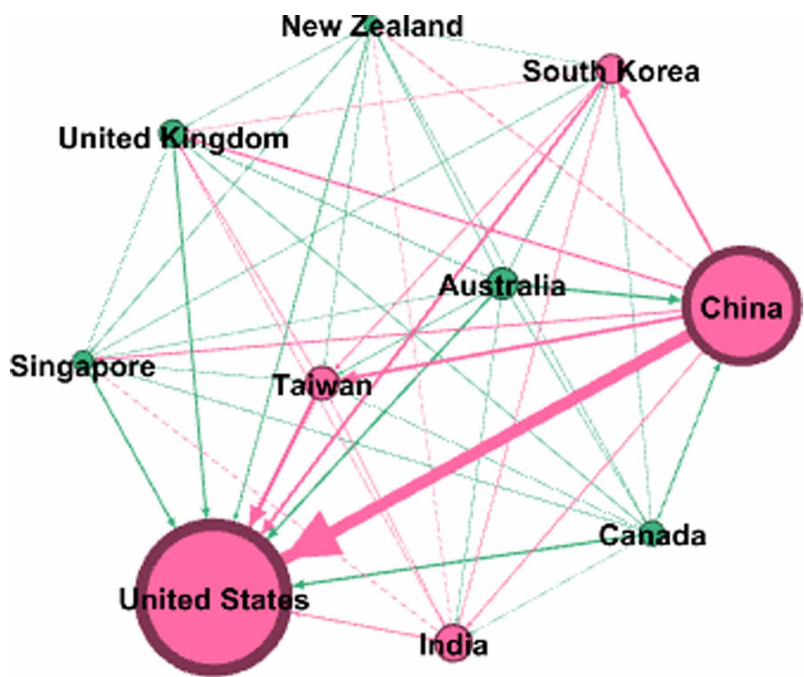 New Zealand
South Korea
United Kingdom
Australia
China
Singapore
Taiwan
Canada
United States
India